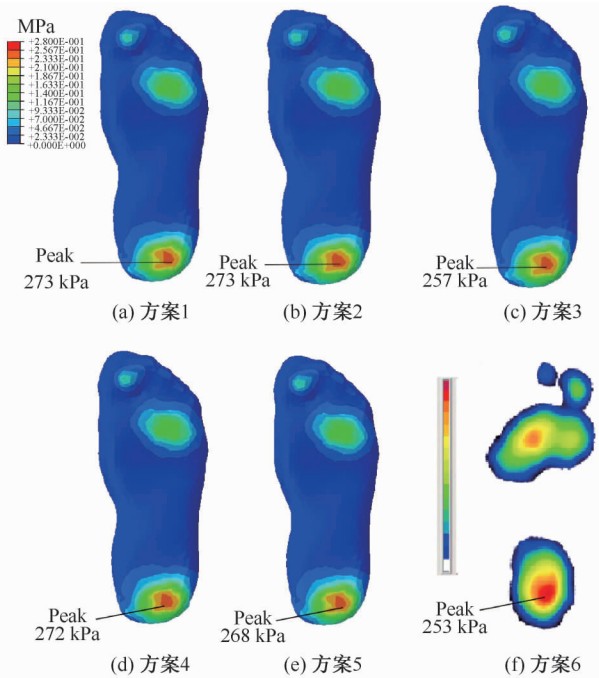 MPa
+2.800E-001
+2.567E-001
+2.333E-001
+2.100E-001
+1.867E-001
+1.633E-001
+1.400E-001
+1.167E-001
+9.333E-002
+7.000E-002
+4.667E-002
+2.333E-002
+0.000E+000
Peak
273 kPa
Peak
273 kPa
Peak
257 kPa
(a) 方案1
(b) 方案2
(c) 方案3
Peak
272 kPa
Peak
268 kPa
Peak
253 kPa
(d) 方案4
(e) 方案5
(f) 方案6